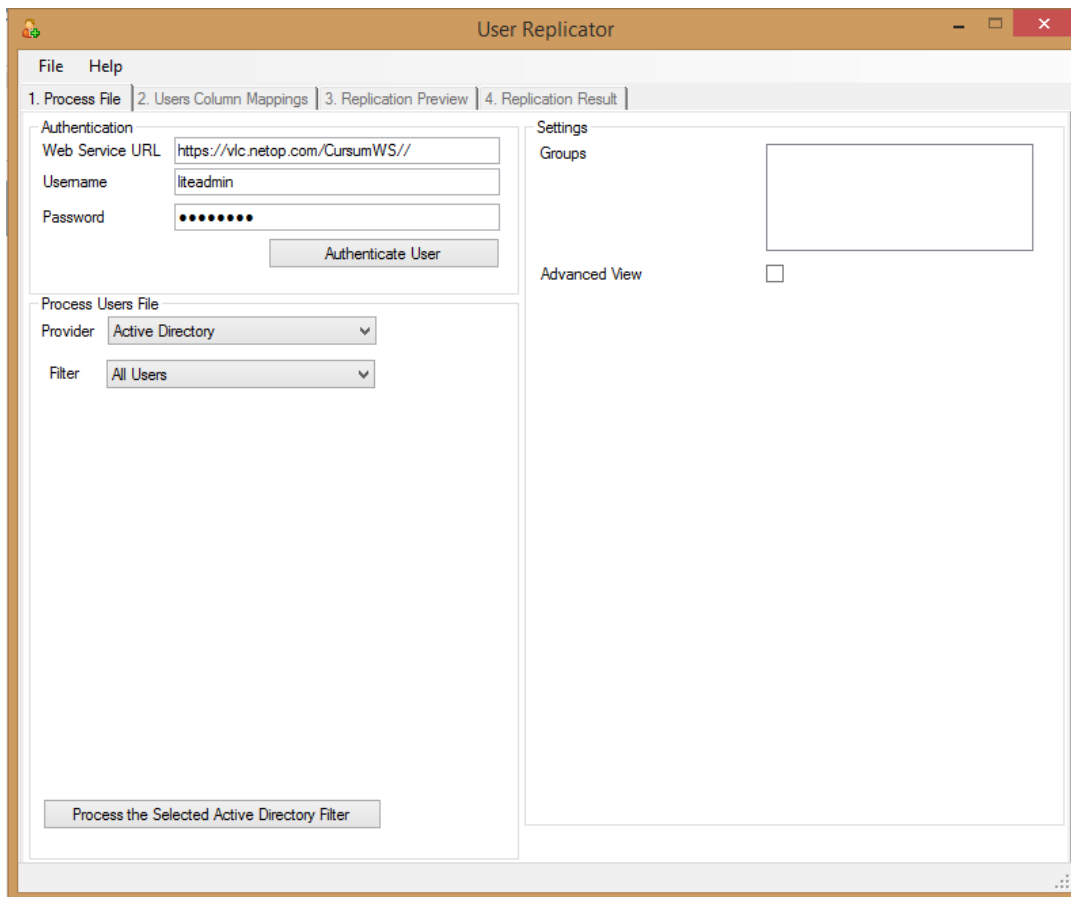 User Replicator
File Help
1. Process File 2. Users Column Mappings 3. Replication Preview 4. Replication Result
Authentication
Web Service URL https://vlc.netop.com/CursumWS//
Username liteadmin
Password ●●●●●●●●
Authenticate User
Process Users File
Provider Active Directory
Filter All Users
Process the Selected Active Directory Filter
Settings
Groups
Advanced View